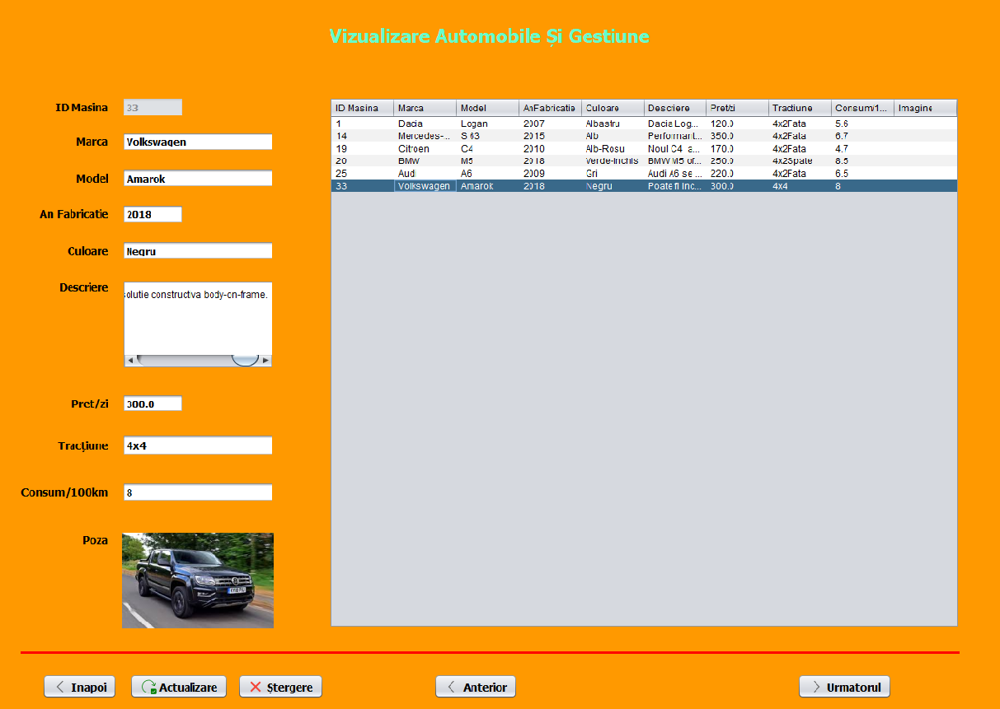 Vizualizare Automobile Și Gestiune
ID Masina 33
Marca Volkswagen
Model Amarok
An Fabricatie 2018
Culoare Negru
Descriere solutie constructiva body-on-frame.
Pret/zi 300.0
Tracțiune 4x4
Consum/100km 8
Poza
ID Masina Marca Model AnFabricatie Culoare Descriere Pret/zi Tractiune Consum/1... Imagine
1 Dacia Logan 2007 Albastru Dacia Log... 120.0 4x2Fata 5.6
14 Mercedes-... S 63 2015 Alb Performant... 350.0 4x2Fata 6.7
19 Citroen C4 2010 Alb-Rosu Noul C4 a... 170.0 4x2Fata 4.7
20 BMW M5 2018 Verde-Inchis BMW M5 of... 250.0 4x2Spate 8.5
25 Audi A6 2009 Gri Audi A6 se ... 220.0 4x2Fata 6.5
33 Volkswagen Amarok 2018 Negru Poate fi inc... 300.0 4x4 8
Inapoi Actualizare Ștergere Anterior Urmatorul